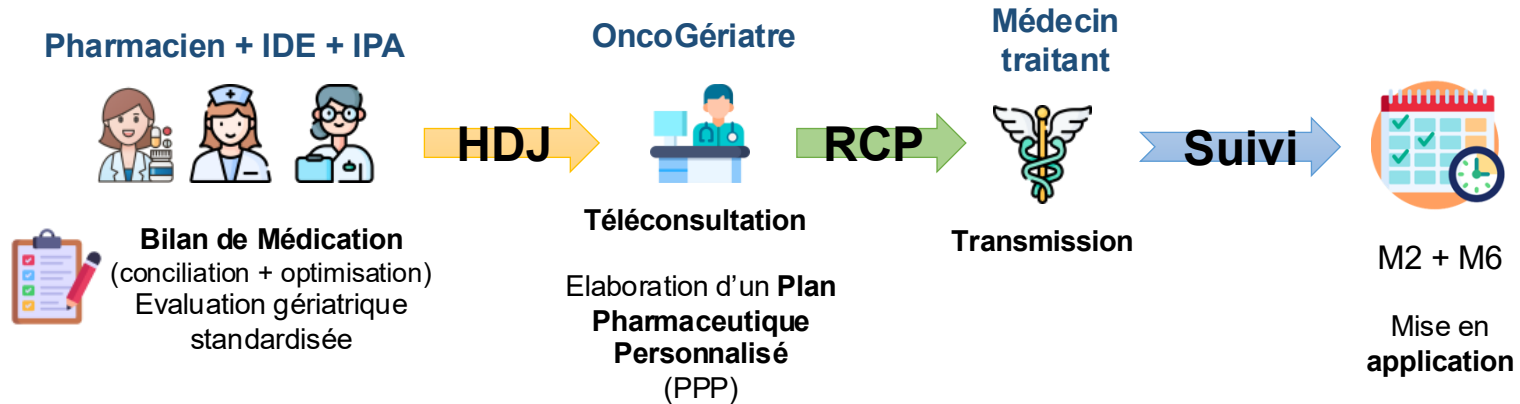 Pharmacien + IDE + IPA
Bilan de Médication
(conciliation + optimisation)
Evaluation gériatrique
standardisée
HDJ
OncoGériatre
Téléconsultation
Elaboration d’un Plan
Pharmaceutique
Personnalisé
(PPP)
RCP
Médecin
traitant
Transmission
Suivi
M2 + M6
Mise en
application